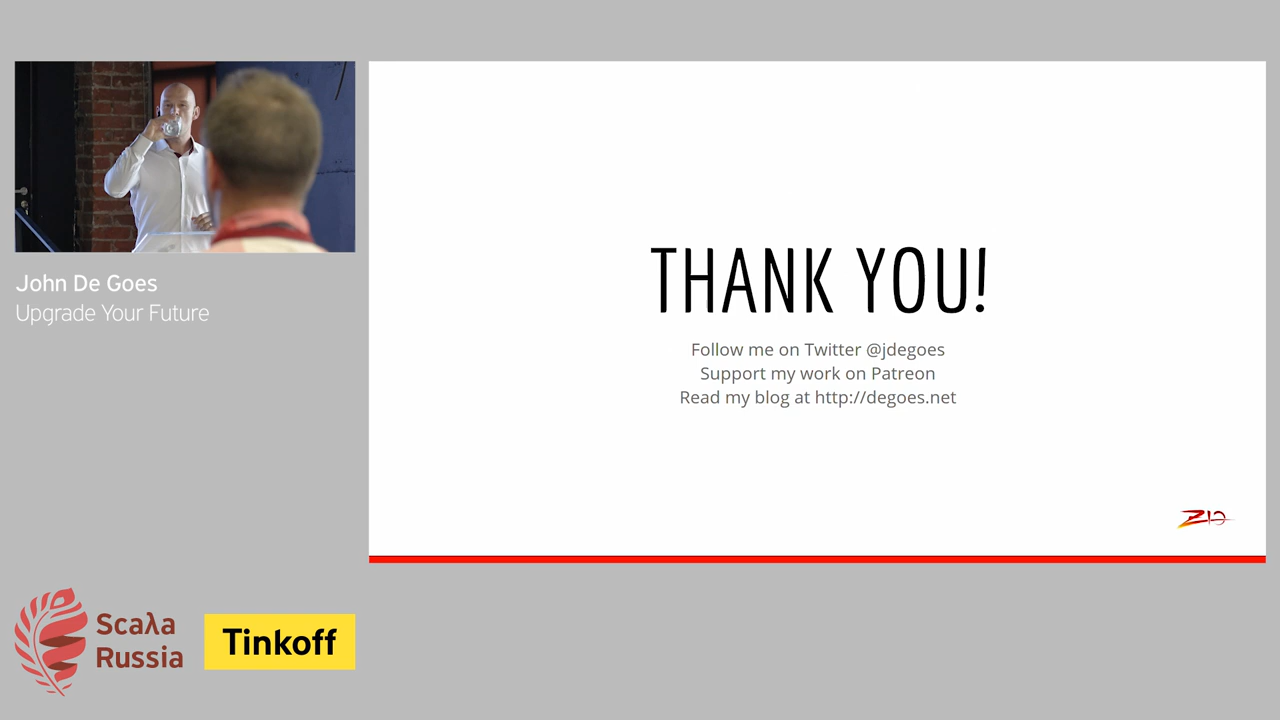 John De Goes
Upgrade Your Future
THANK YOU!
Follow me on Twitter @jdegoes
Support my work on Patreon
Read my blog at http://degoes.net
ZIO
Scaλa
Russia
Tinkoff